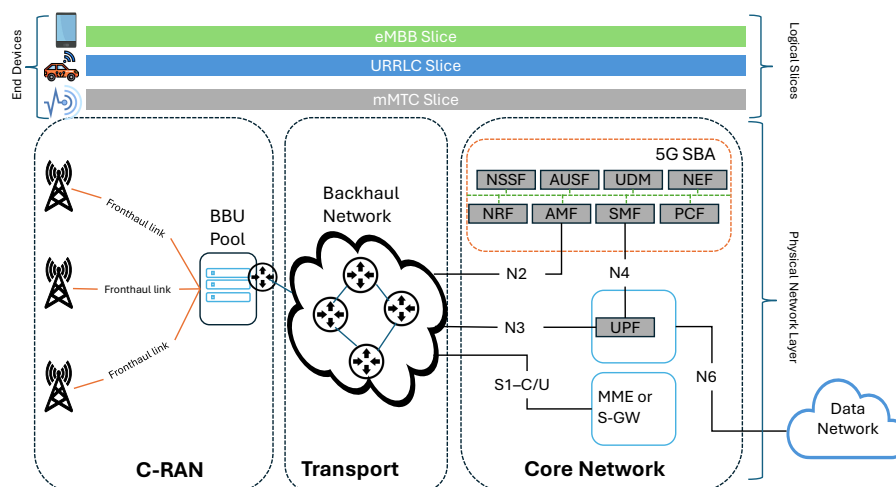 End Devices
eMBB Slice
URRLC Slice
mMTC Slice
Logical Slices
5G SBA
NSSF
AUSF
UDM
NEF
NRF
AMF
SMF
PCF
Fronthaul link
Fronthaul link
Fronthaul link
BBU
Pool
Backhaul
Network
N2
N4
N3
UPF
S1–C/U
MME or
S-GW
N6
Physical Network Layer
Data
Network
C-RAN
Transport
Core Network